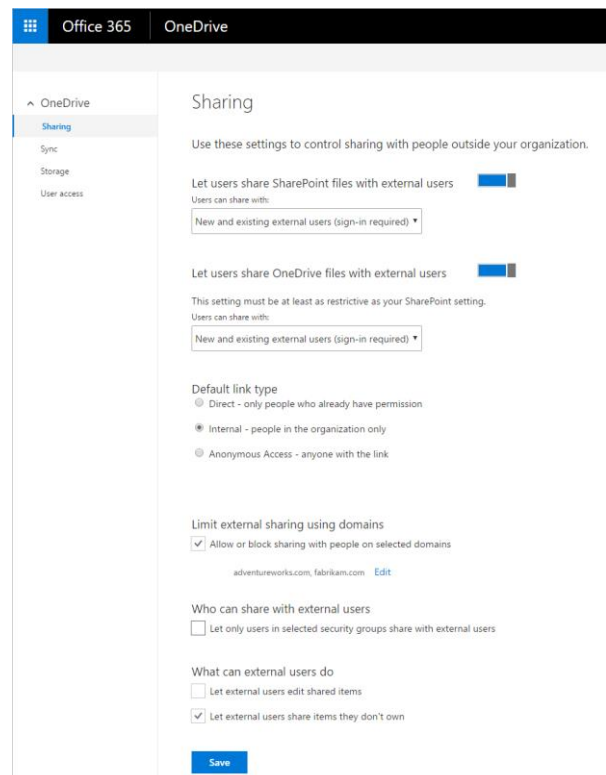 Office 365 OneDrive
OneDrive
Sharing
Sync
Storage
User access
Sharing
Use these settings to control sharing with people outside your organization.
Let users share SharePoint files with external users
Users can share with:
New and existing external users (sign-in required)
Let users share OneDrive files with external users
This setting must be at least as restrictive as your SharePoint setting.
Users can share with:
New and existing external users (sign-in required)
Default link type
Direct - only people who already have permission
Internal - people in the organization only
Anonymous Access - anyone with the link
Limit external sharing using domains
Allow or block sharing with people on selected domains
adventureworks.com, fabrikam.com Edit
Who can share with external users
Let only users in selected security groups share with external users
What can external users do
Let external users edit shared items
Let external users share items they don't own
Save